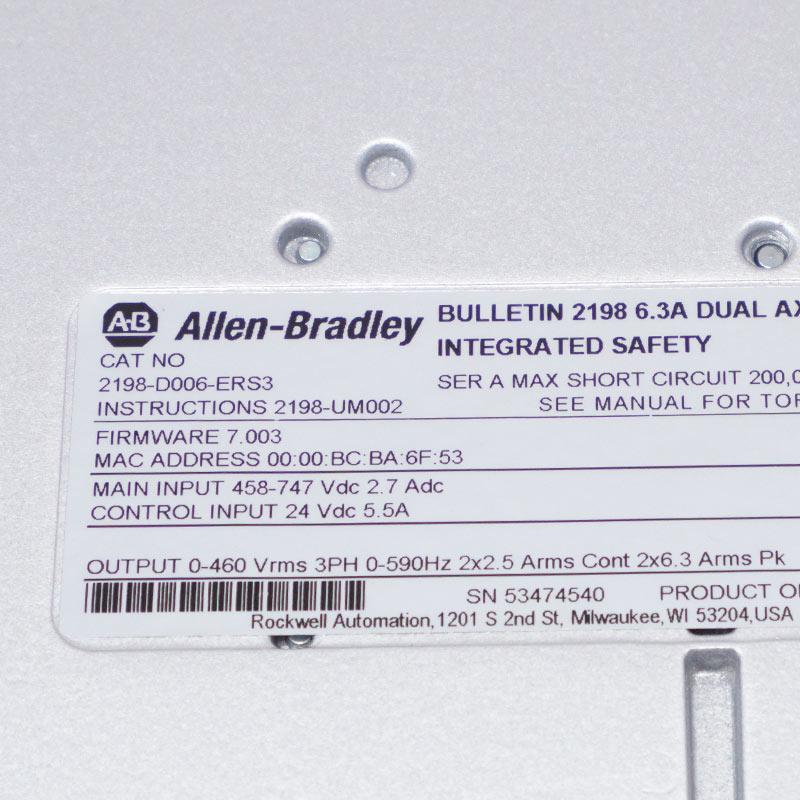 A-B Allen-Bradley
BULLETIN 2198 6.3A DUAL
INTEGRATED SAFETY
CAT NO
2198-D006-ERS3
SER A MAX SHORT CIRCUIT 200,0
INSTRUCTIONS 2198-UM002
SEE MANUAL FOR
FIRMWARE 7.003
MAC ADDRESS 00:00:BC:BA:6F:53
MAIN INPUT 458-747 Vdc 2.7 Adc
CONTROL INPUT 24 Vdc 5.5A
OUTPUT 0-460 Vrms 3PH 0-590Hz 2x2.5 Arms Cont 2x6.3 Arms Pk
SN 53474540 PRODUCT
Rockwell Automation,1201 S 2nd St, Milwaukee,WI 53204,USA